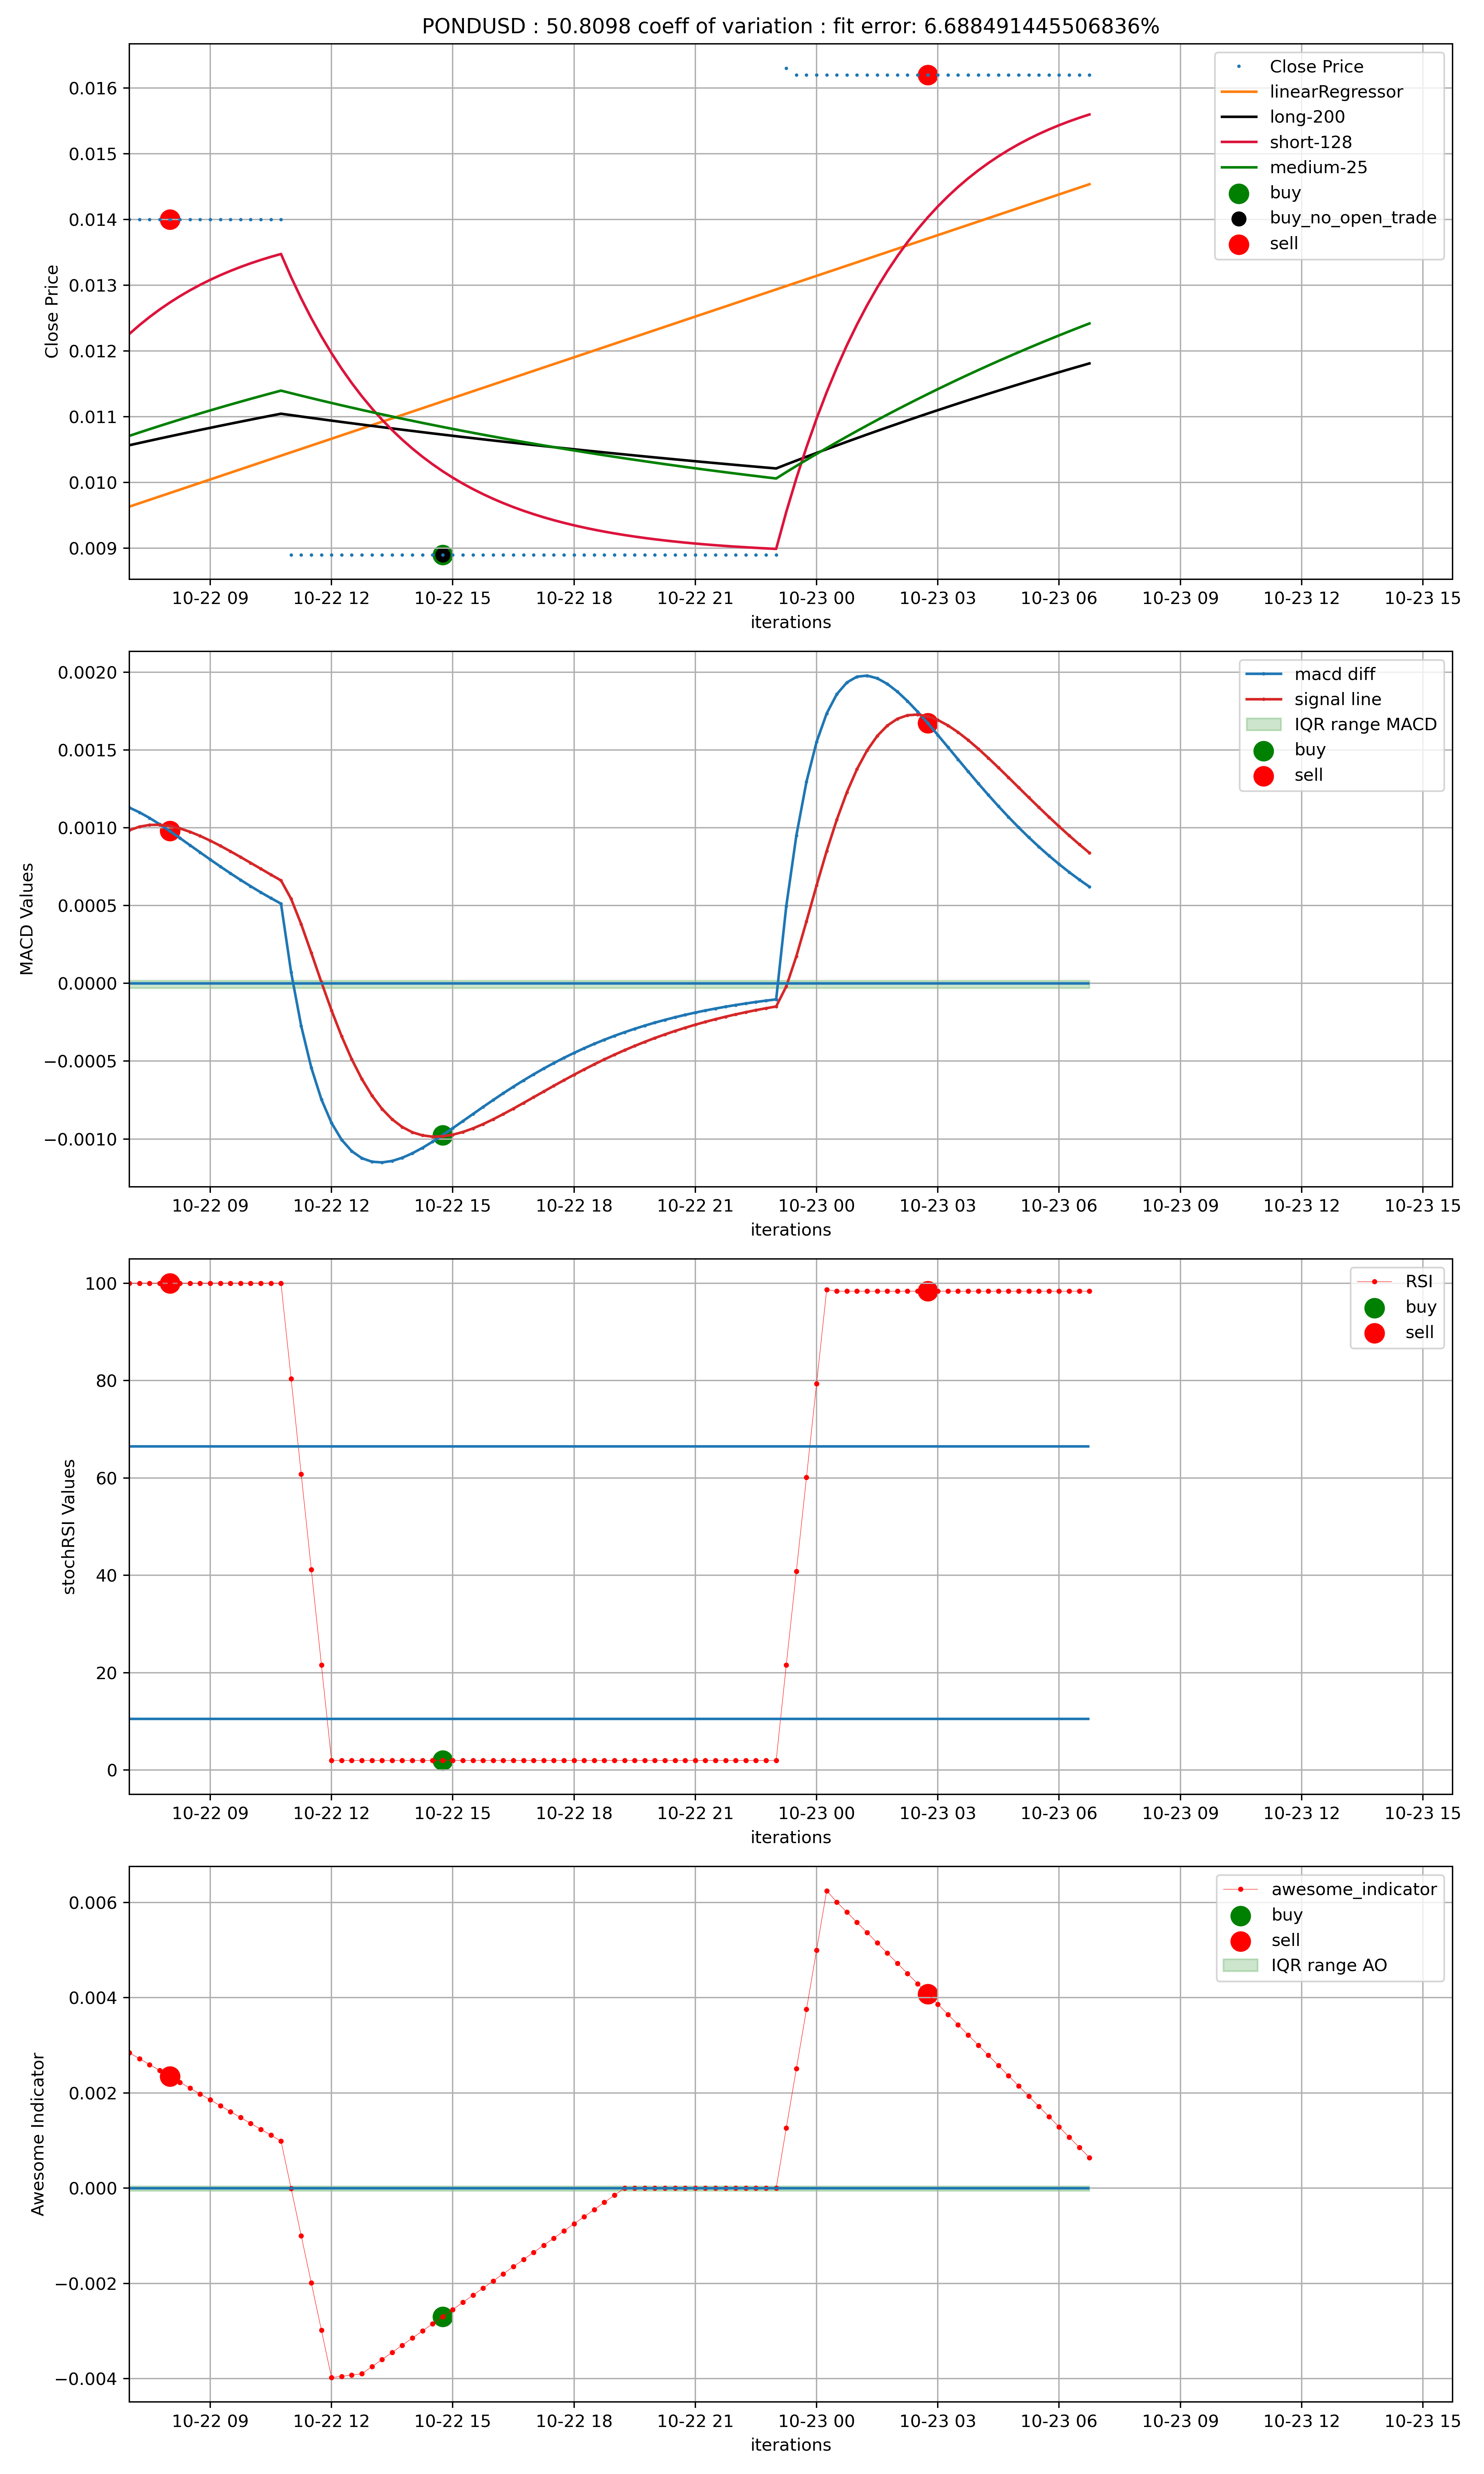 PONDUSD : 50.8098 coeff of variation : fit error: 6.688491445506836%
Close Price
0.016
0.015
0.014
0.013
0.012
0.011
0.010
0.009
Close Price
linearRegressor
long-200
short-128
medium-25
buy
buy_no_open_trade
sell
10-22 09 10-22 12 10-22 15 10-22 18 10-22 21 10-23 00 10-23 03 10-23 06 10-23 09 10-23 12 10-23 15
iterations
MACD Values
0.0020
0.0015
0.0010
0.0005
0.0000
−0.0005
−0.0010
macd diff
signal line
IQR range MACD
buy
sell
10-22 09 10-22 12 10-22 15 10-22 18 10-22 21 10-23 00 10-23 03 10-23 06 10-23 09 10-23 12 10-23 15
iterations
stochRSI Values
100
80
60
40
20
0
RSI
buy
sell
10-22 09 10-22 12 10-22 15 10-22 18 10-22 21 10-23 00 10-23 03 10-23 06 10-23 09 10-23 12 10-23 15
iterations
Awesome Indicator
0.006
0.004
0.002
0.000
−0.002
−0.004
awesome_indicator
buy
sell
IQR range AO
10-22 09 10-22 12 10-22 15 10-22 18 10-22 21 10-23 00 10-23 03 10-23 06 10-23 09 10-23 12 10-23 15
iterations